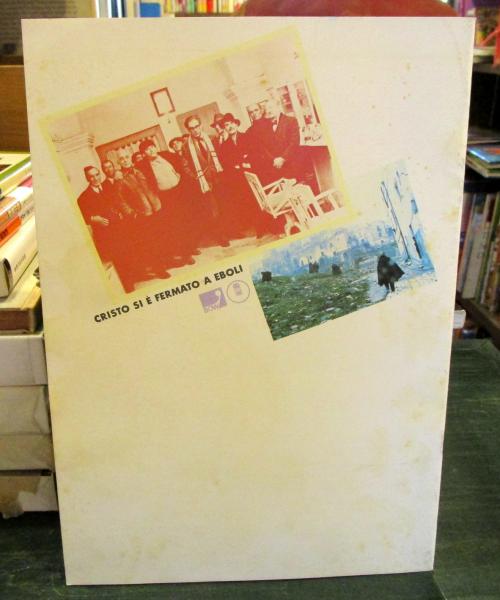 CRISTO SI È FERMATO A EBOLI